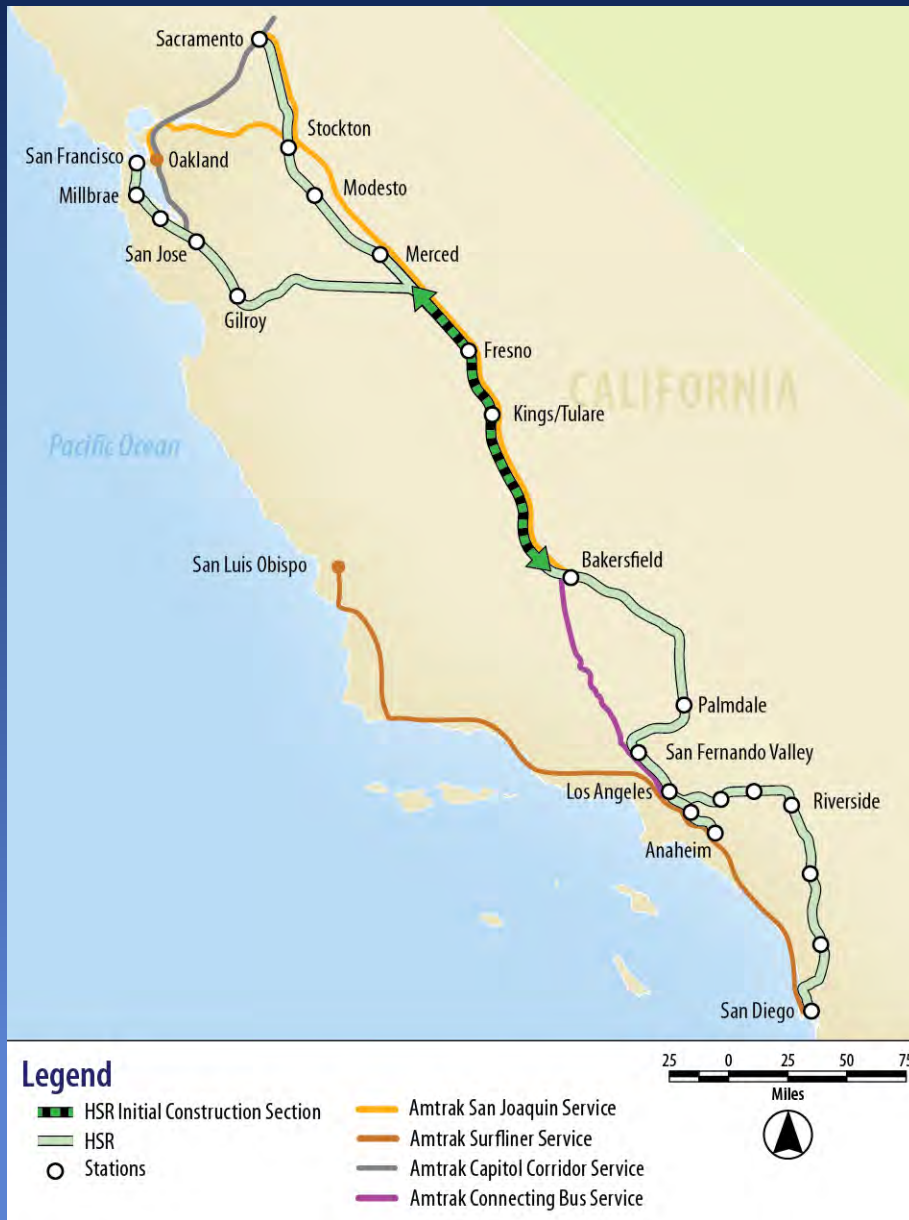 Sacramento
Stockton
San Francisco
Oakland
Millbrae
Modesto
San Jose
Merced
Gilroy
Fresno
CALIFORNIA
Kings/Tulare
Pacific Ocean
San Luis Obispo
Bakersfield
Palmdale
San Fernando Valley
Los Angeles
Riverside
Anaheim
San Diego
Legend
HSR Initial Construction Section
HSR
Stations
Amtrak San Joaquin Service
Amtrak Surfliner Service
Amtrak Capitol Corridor Service
Amtrak Connecting Bus Service
25 0 25 50 75
Miles